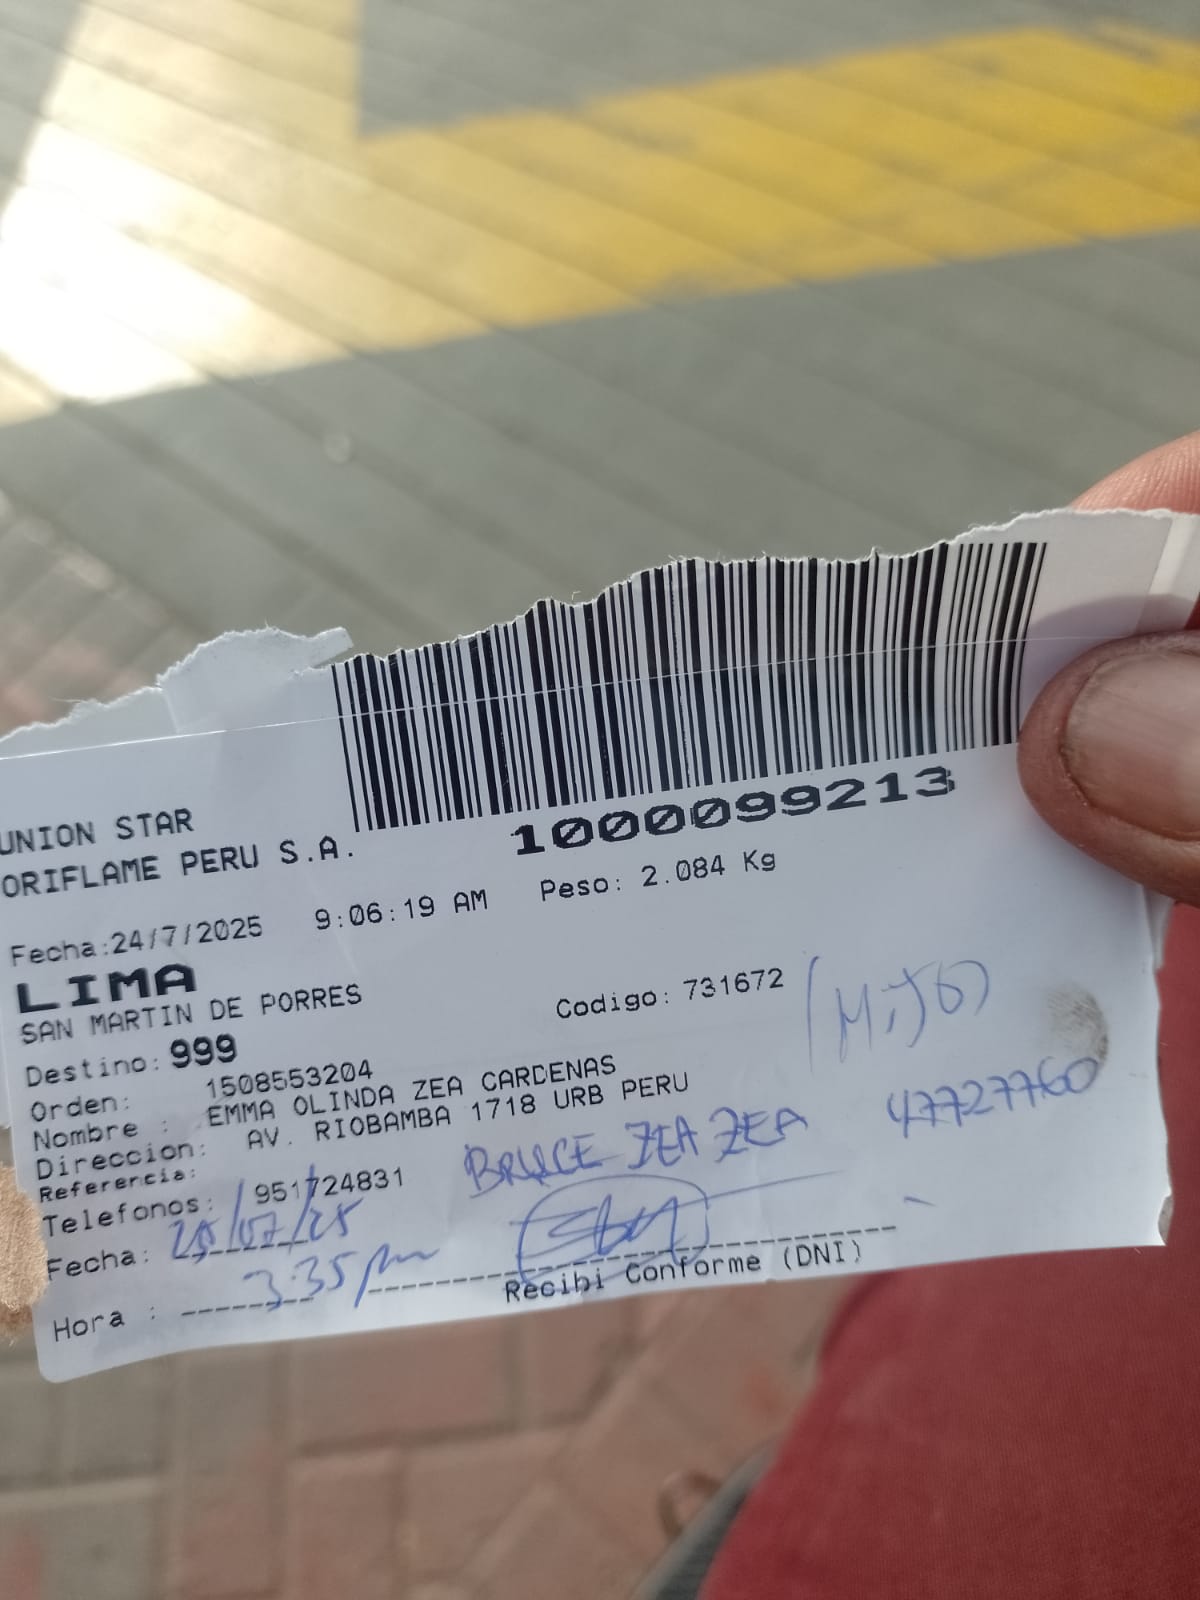 UNION STAR
ORIFLAME PERU S.A.
1000099213
Fecha:24/7/2025 9:06:19 AM Peso: 2.084 Kg
LIMA
SAN MARTIN DE PORRES
Codigo: 731672
Destino: 999
Orden: 1508553204
Nombre : EMMA OLINDA ZEA CARDENAS
Direccion: AV. RIOBAMBA 1718 URB PERU
Referencia:
Telefonos: 951724831
BRUCE ZEA ZEA 47727760
Fecha: 25/07/25
Hora : 3:35 pm
Recibi Conforme (DNI)